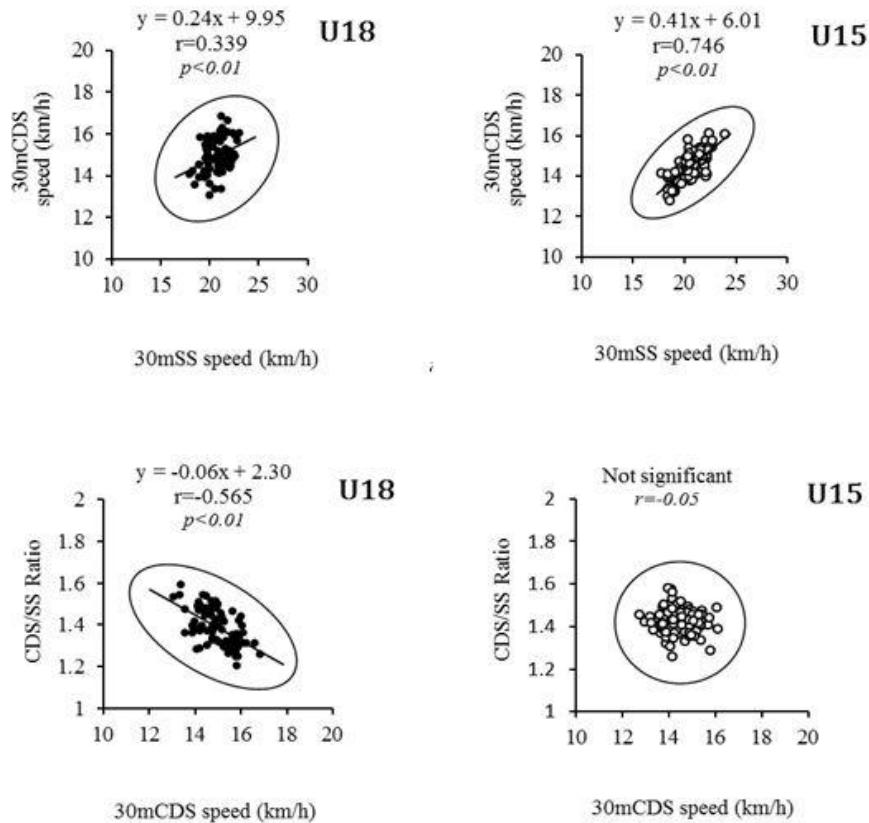 y = 0.24x + 9.95
r=0.339
p<0.01
U18
30mCDS
speed (km/h)
20
18
16
14
12
10
10 15 20 25 30
30mSS speed (km/h)
y = 0.41x + 6.01
r=0.746
p<0.01
U15
30mCDS
speed (km/h)
20
18
16
14
12
10
10 15 20 25 30
30mSS speed (km/h)
y = -0.06x + 2.30
r=-0.565
p<0.01
U18
CDS/SS Ratio
2
1.8
1.6
1.4
1.2
1
10 12 14 16 18 20
30mCDS speed (km/h)
Not significant
r=-0.05
U15
CDS/SS Ratio
2
1.8
1.6
1.4
1.2
1
10 12 14 16 18 20
30mCDS speed (km/h)